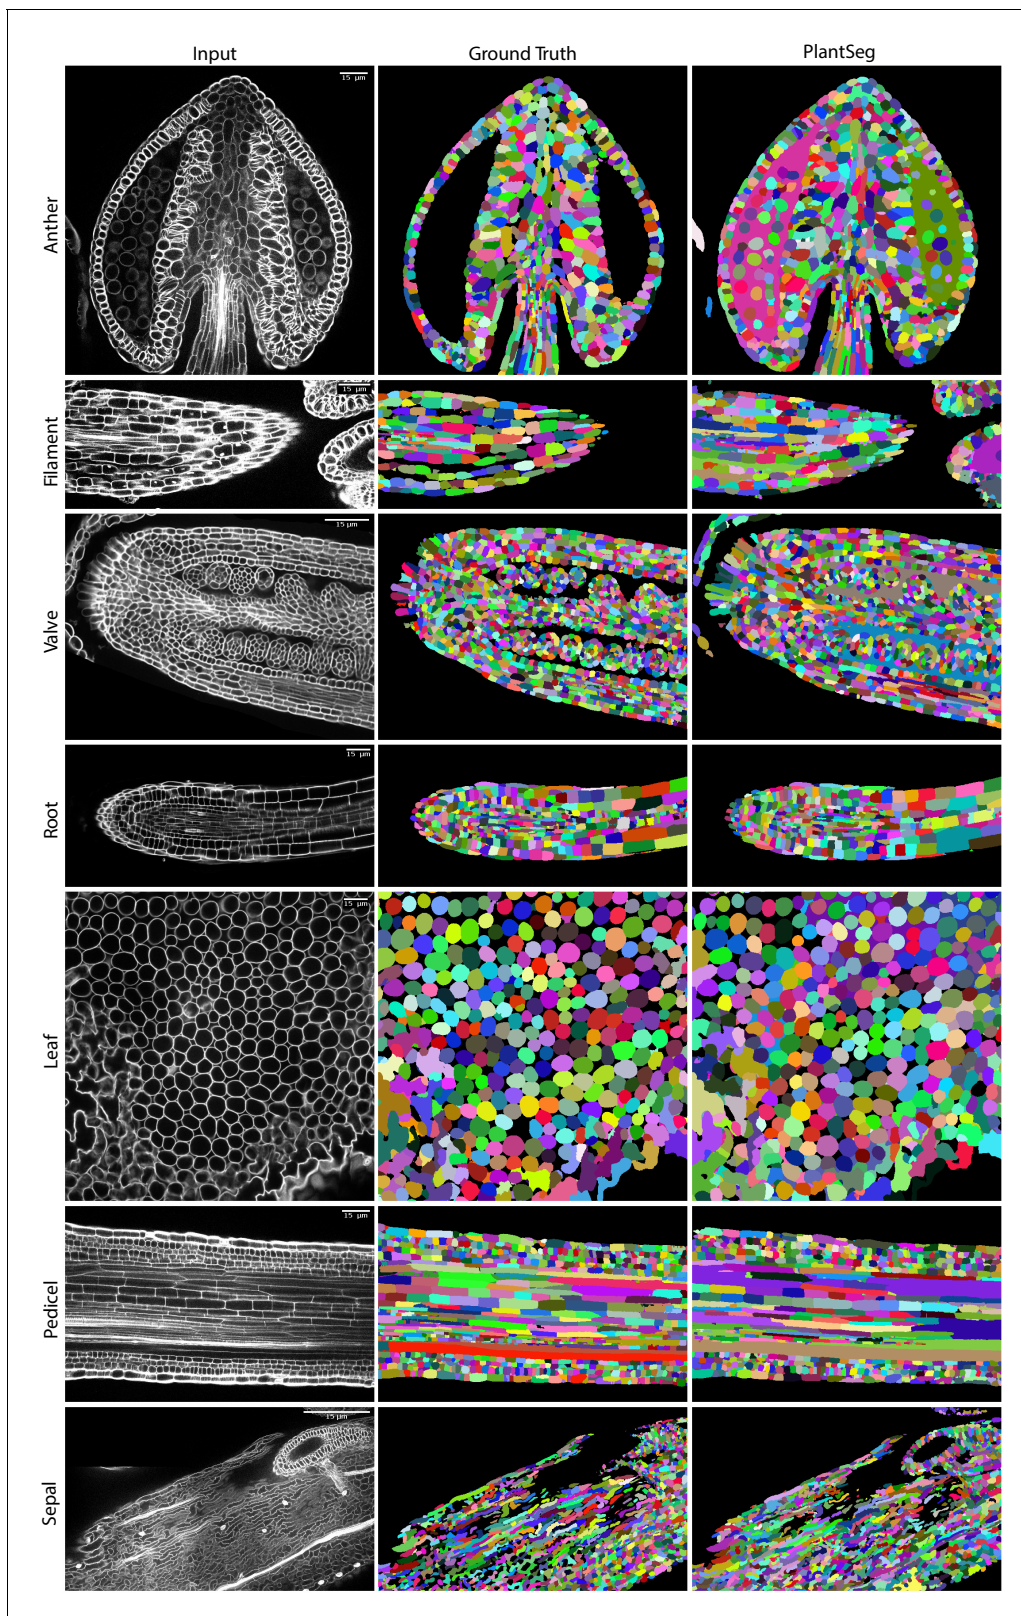 Input
Ground Truth
PlantSeg
Anther
15 µm
Filament
15 µm
Valve
15 µm
Root
15 µm
Leaf
15 µm
Pedicel
15 µm
Sepal
15 µm